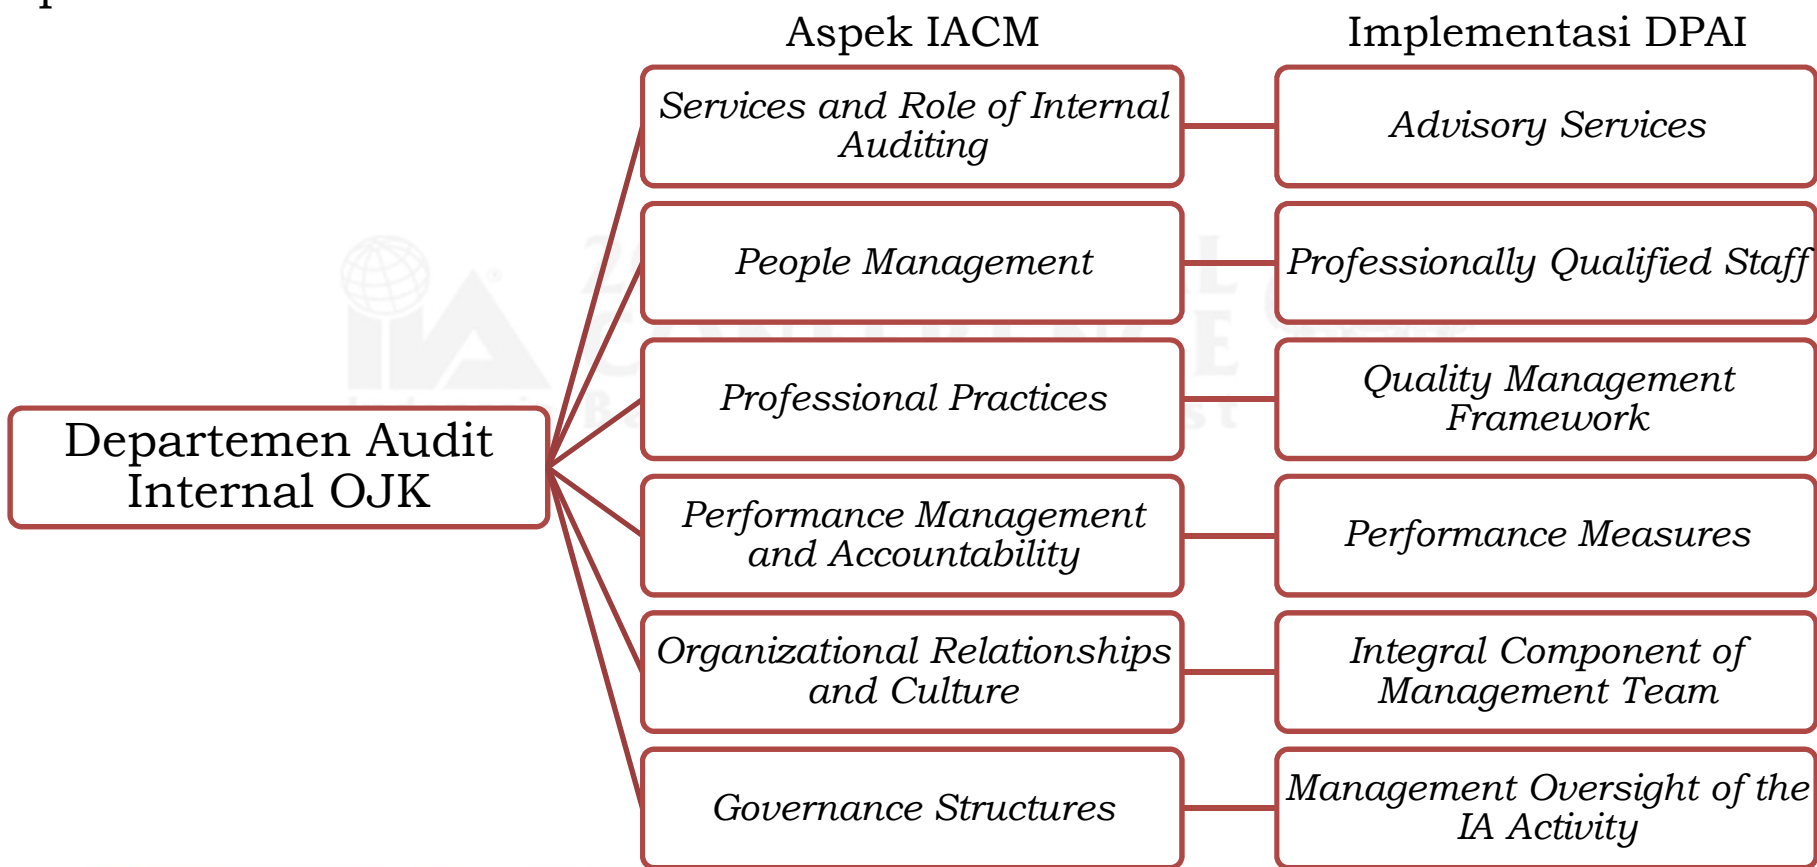 Aspek IACM
Implementasi DPAI
Services and Role of Internal
Auditing
Advisory Services
People Management
Professionally Qualified Staff
Professional Practices
Quality Management
Framework
Departemen Audit
Internal OJK
Performance Management
and Accountability
Performance Measures
Organizational Relationships
and Culture
Integral Component of
Management Team
Governance Structures
Management Oversight of the
IA Activity